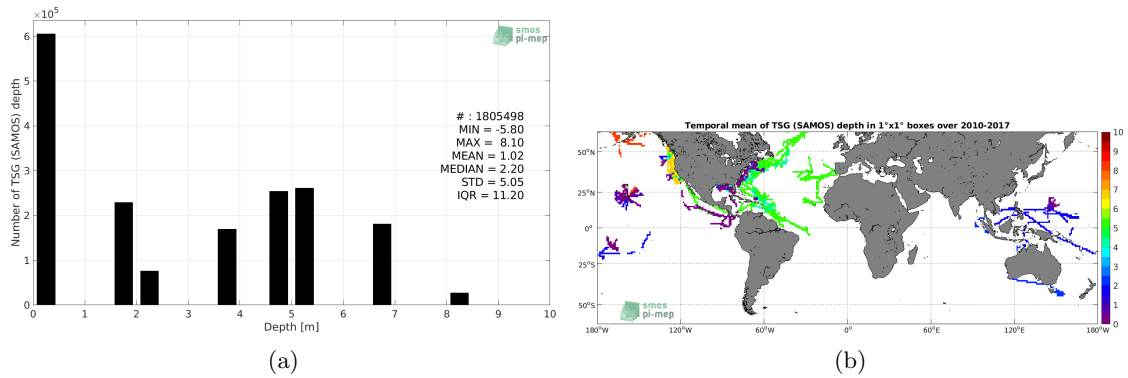 ×10⁵
6
5
4
3
2
1
0
Number of TSG (SAMOS) depth
0 1 2 3 4 5 6 7 8 9 10
Depth [m]
smos
pi-mep
# : 1805498
MIN = -5.80
MAX = 8.10
MEAN = 1.02
MEDIAN = 2.20
STD = 5.05
IQR = 11.20
(a)
Temporal mean of TSG (SAMOS) depth in 1°x1° boxes over 2010-2017
50°N
25°N
0°
25°S
50°S
180°W 120°W 60°W 0° 60°E 120°E 180°W
smos
pi-mep
10
9
8
7
6
5
4
3
2
1
0
(b)